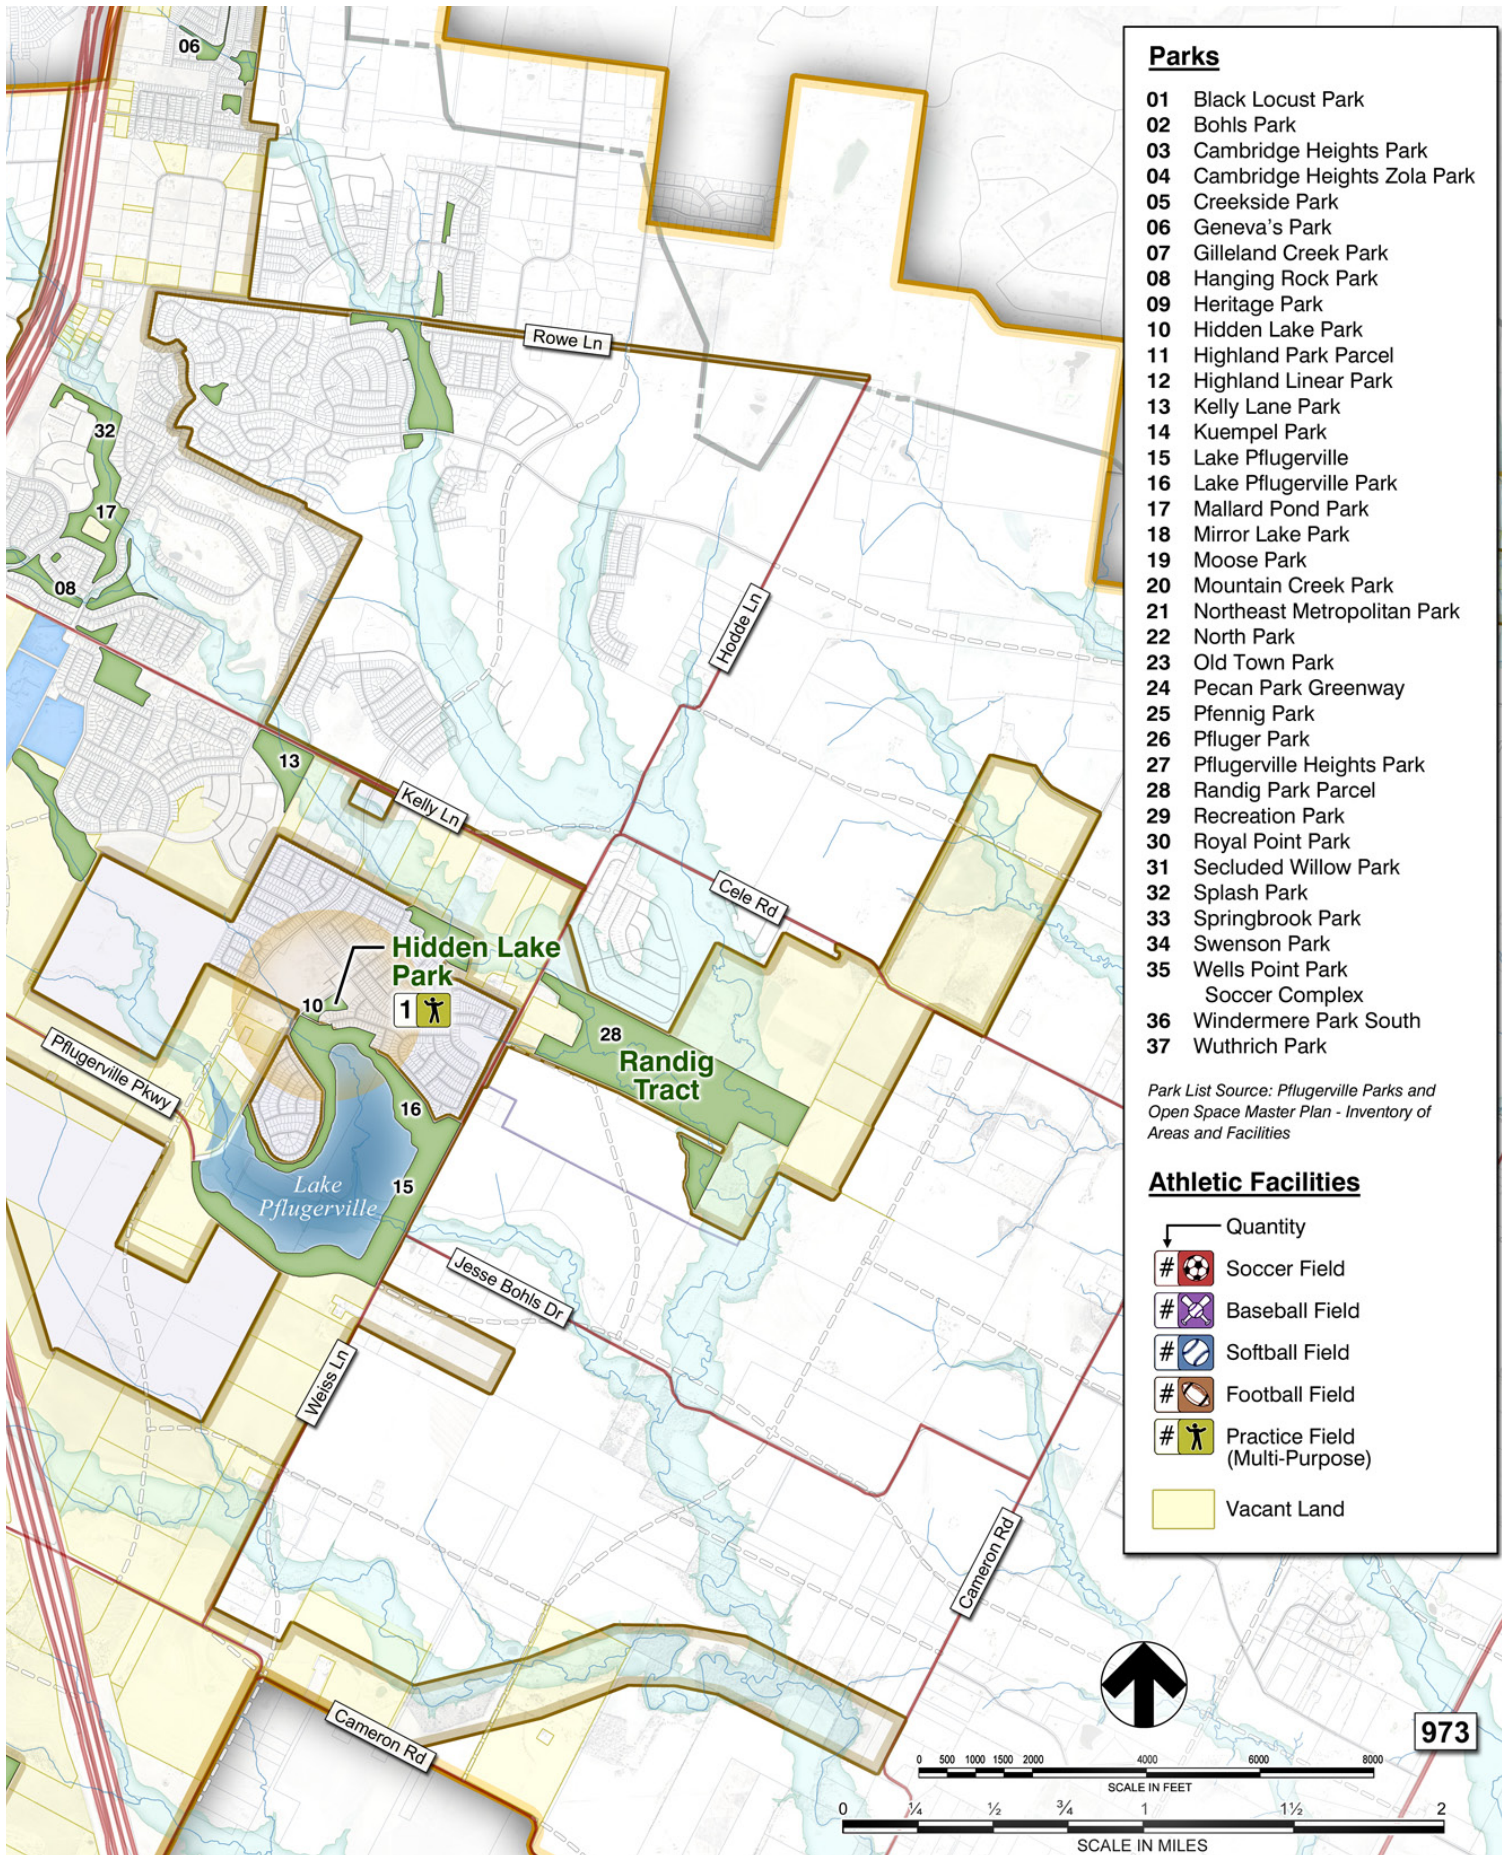 06
Rowe Ln
32
17
08
Hodde Ln
13
Kelly Ln
Cele Rd
Hidden Lake
Park
10
1
28
Randig
Tract
Pflugerville Pkwy
16
15
Lake
Pflugerville
Jesse Bohls Dr
Weiss Ln
Cameron Rd
Cameron Rd
Parks
01 Black Locust Park
02 Bohls Park
03 Cambridge Heights Park
04 Cambridge Heights Zola Park
05 Creekside Park
06 Geneva's Park
07 Gilleland Creek Park
08 Hanging Rock Park
09 Heritage Park
10 Hidden Lake Park
11 Highland Park Parcel
12 Highland Linear Park
13 Kelly Lane Park
14 Kuempel Park
15 Lake Pflugerville
16 Lake Pflugerville Park
17 Mallard Pond Park
18 Mirror Lake Park
19 Moose Park
20 Mountain Creek Park
21 Northeast Metropolitan Park
22 North Park
23 Old Town Park
24 Pecan Park Greenway
25 Pfennig Park
26 Pfluger Park
27 Pflugerville Heights Park
28 Randig Park Parcel
29 Recreation Park
30 Royal Point Park
31 Secluded Willow Park
32 Splash Park
33 Springbrook Park
34 Swenson Park
35 Wells Point Park
Soccer Complex
36 Windermere Park South
37 Wuthrich Park
Park List Source: Pflugerville Parks and
Open Space Master Plan - Inventory of
Areas and Facilities
Athletic Facilities
Quantity
# Soccer Field
# Baseball Field
# Softball Field
# Football Field
# Practice Field
(Multi-Purpose)
Vacant Land
973
0 500 1000 1500 2000 4000 6000 8000
SCALE IN FEET
0 ¼ ½ ¾ 1 1½ 2
SCALE IN MILES